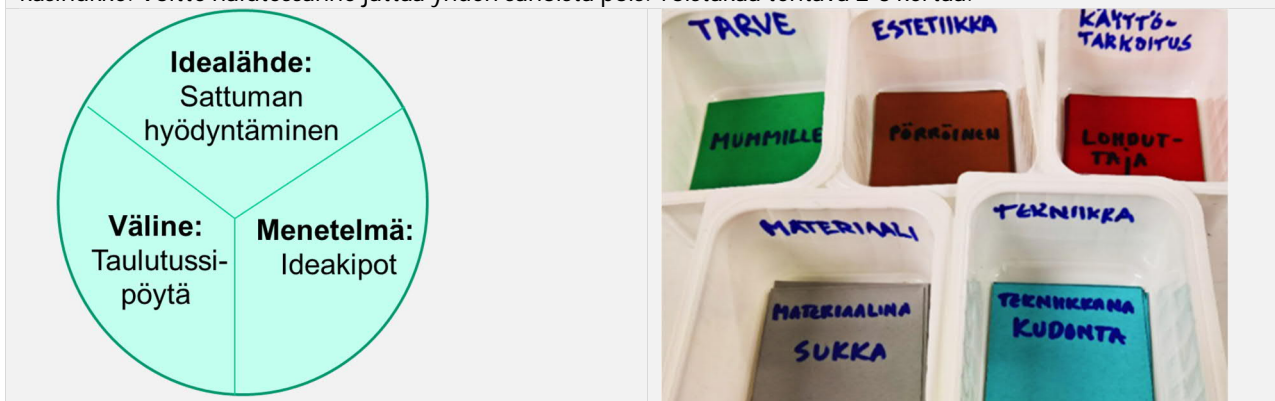 Idealähde:
Sattuman
hyödyntäminen
Väline:
Taulutussi-
pöytä
Menetelmä:
Ideakipot
TARVE
ESTETIIKKA
KÄYTTÖ-
TARKOITUS
MUMMILLE
PÖRRÖINEN
LOHDUT-
TAJA
MATERIAALI
TEKNIIKKA
MATERIAALINA
SUKKA
TEKNIIKKANA
KUDONTA